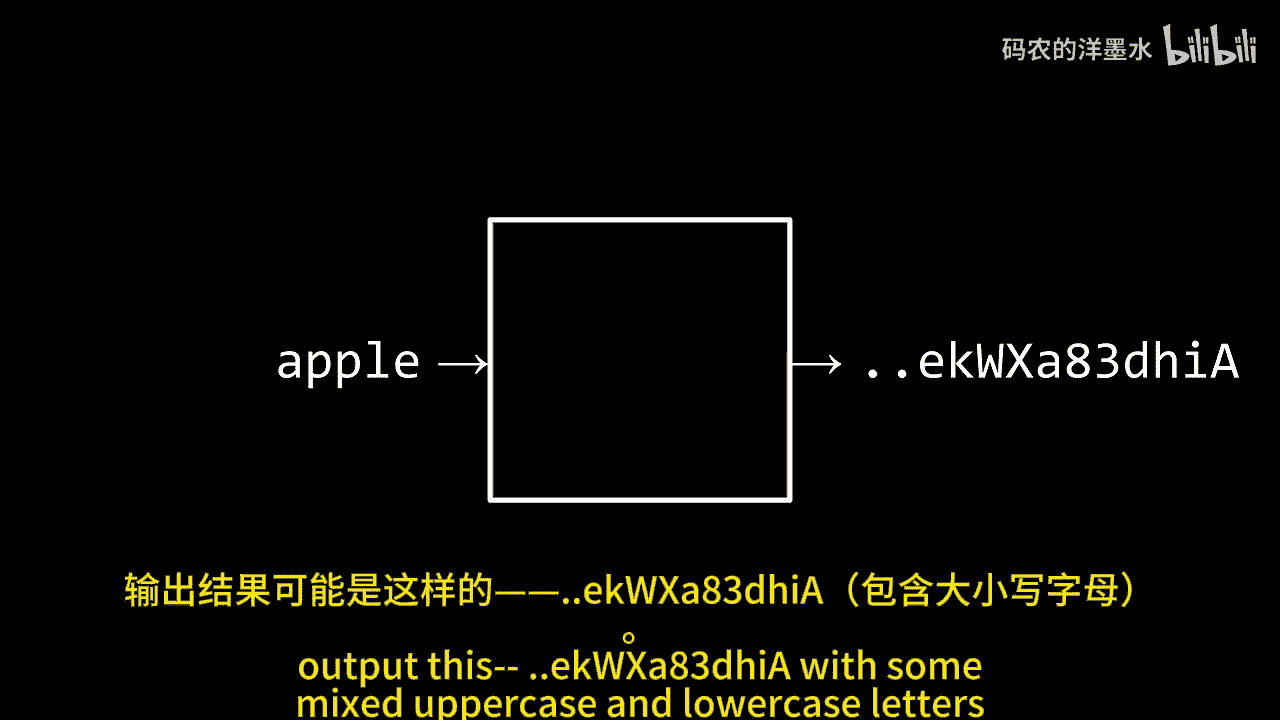 码农的洋墨水 bilibili
apple → → ..ekWXa83dhiA
输出结果可能是这样的——..ekWXa83dhiA（包含大小写字母）
。
output this-- ..ekWXa83dhiA with some
mixed uppercase and lowercase letters